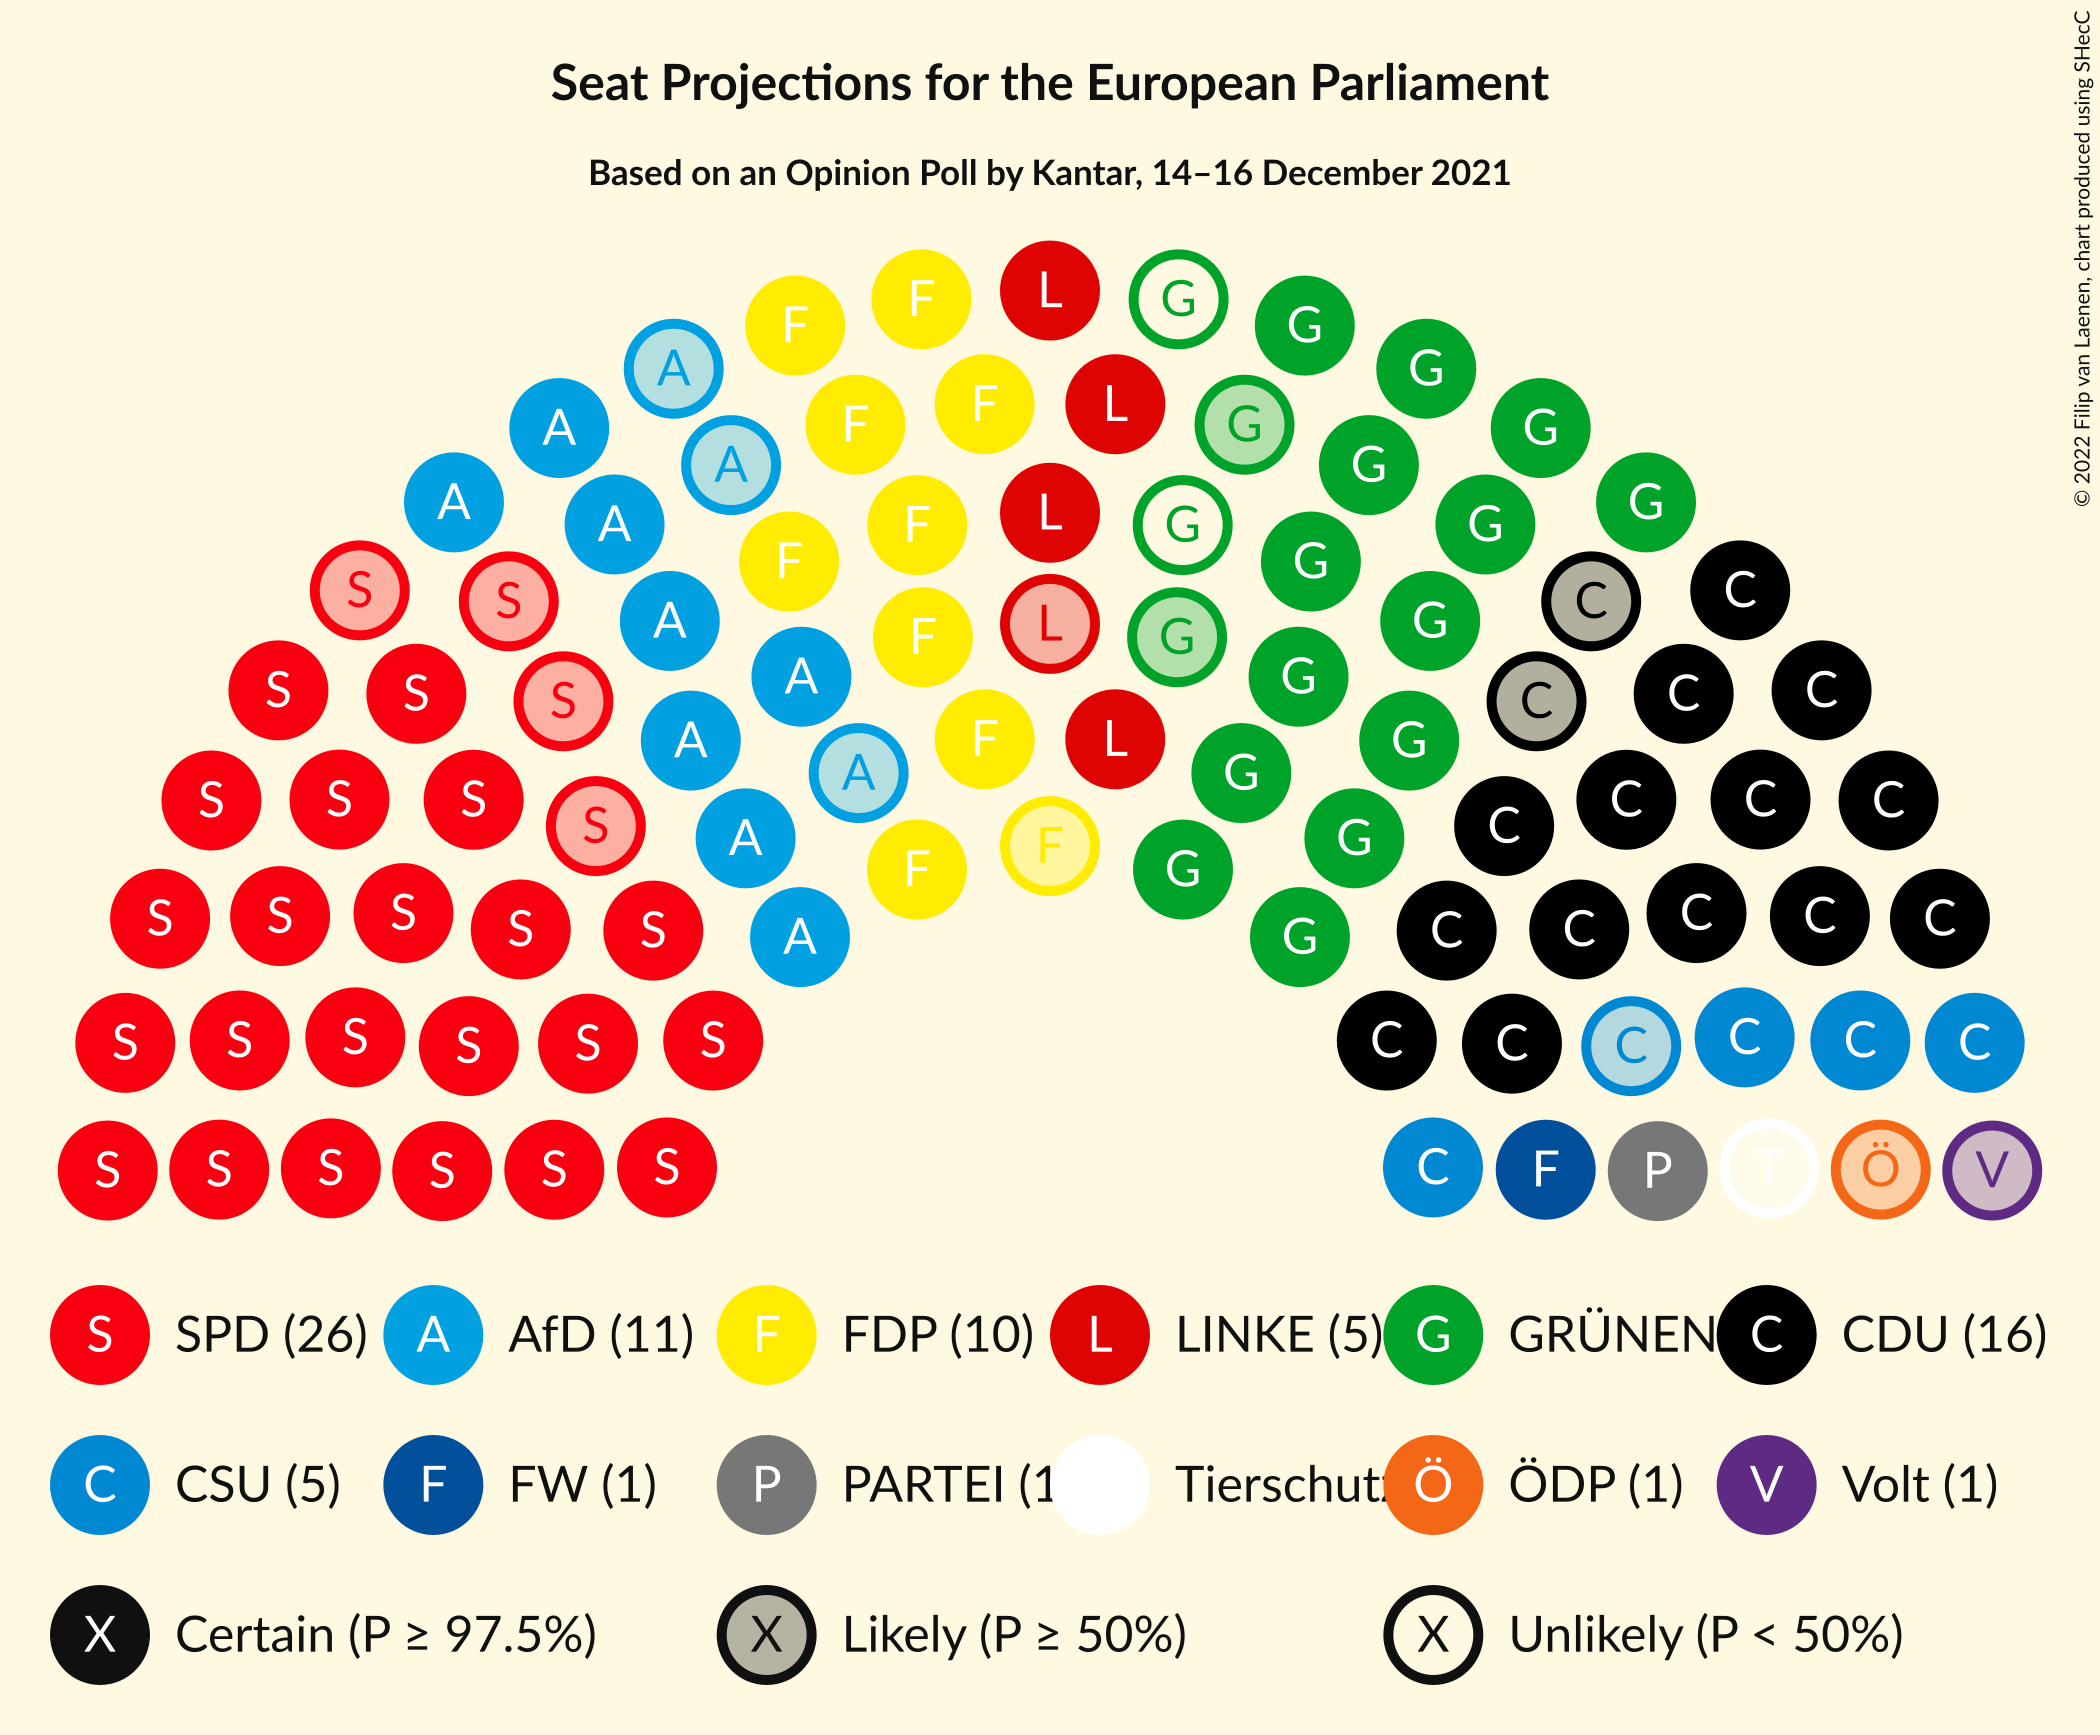 Seat Projections for the European Parliament
Based on an Opinion Poll by Kantar, 14–16 December 2021
© 2022 Filip van Laenen, chart produced using SHecC
F F L G G
A G
A F F L G G
A A G G
A F L G G
S S F G C C
A F L G G
S S S A G C C C
A F L G
S S S S A A F G G C C C C
S S S S S A F G G C C C C C
S S S S S S C C C C C C
S S S S S S C F P T Ö V
S SPD (26) A AfD (11) F FDP (10) L LINKE (5) G GRÜNEN C CDU (16)
C CSU (5) F FW (1) P PARTEI (1 Tierschutz Ö ÖDP (1) V Volt (1)
X Certain (P ≥ 97.5%) X Likely (P ≥ 50%) X Unlikely (P < 50%)